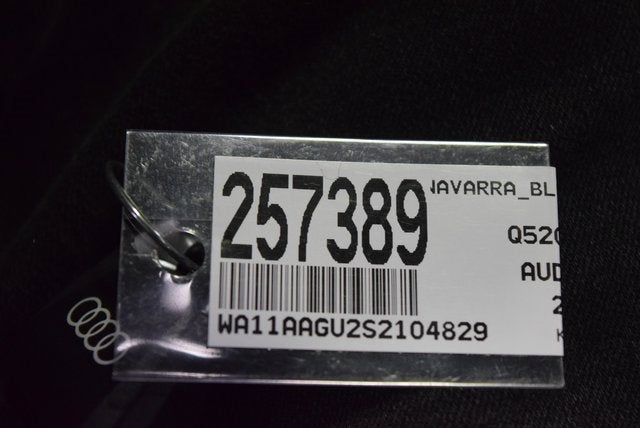 257389
NAVARRA_BL
Q520
AUD
2
K
WA11AAGU2S2104829